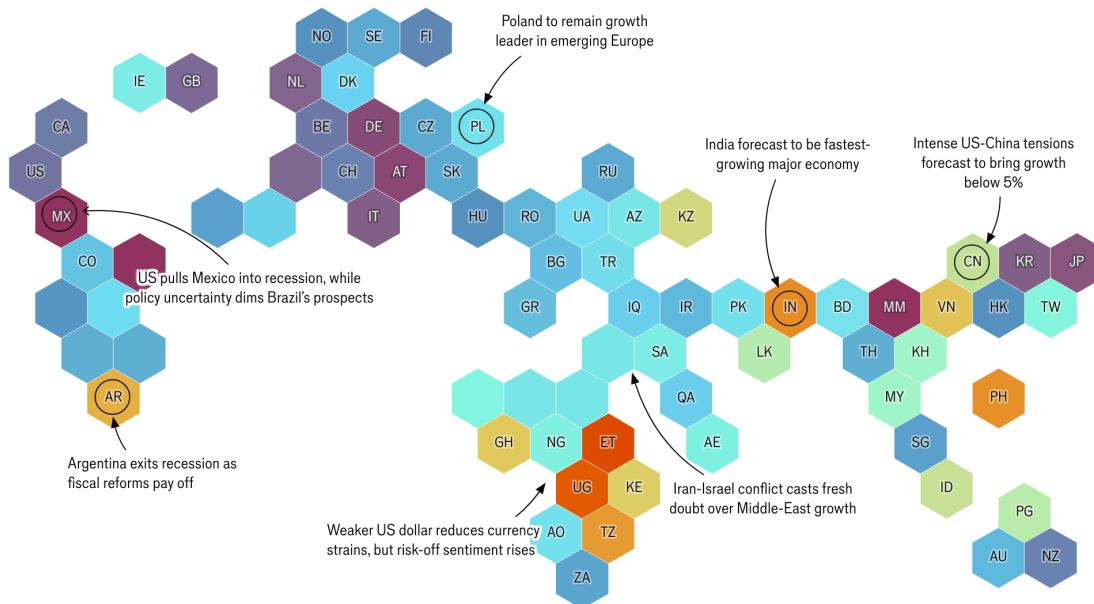 Poland to remain growth
leader in emerging Europe
NO
SE
FI
IE
GB
NL
DK
CA
BE
DE
CZ
PL
India forecast to be fastest-
growing major economy
Intense US-China tensions
forecast to bring growth
below 5%
US
CH
AT
SK
RU
MX
IT
HU
RO
UA
AZ
KZ
CO
US pulls Mexico into recession, while
policy uncertainty dims Brazil's prospects
BG
TR
CN
KR
JP
GR
IQ
IR
PK
IN
BD
MM
VN
HK
TW
SA
LK
TH
KH
AR
QA
MY
PH
Argentina exits recession as
fiscal reforms pay off
GH
NG
ET
AE
SG
UG
KE
Iran-Israel conflict casts fresh
doubt over Middle-East growth
ID
Weaker US dollar reduces currency
strains, but risk-off sentiment rises
AO
TZ
PG
ZA
AU
NZ